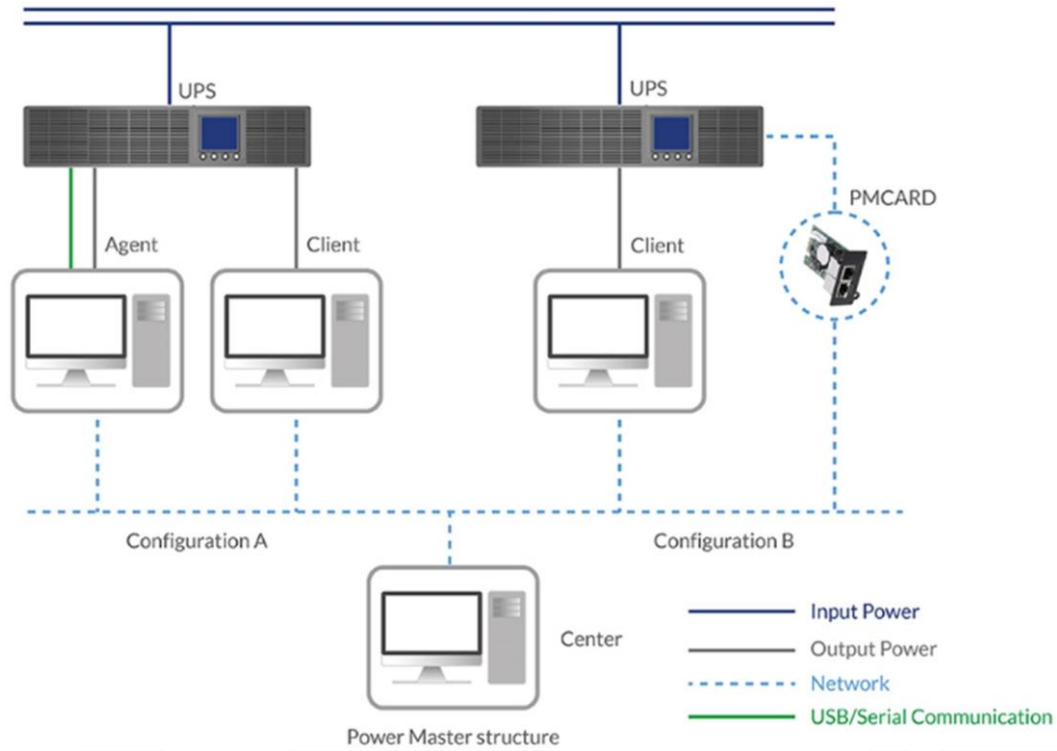 UPS
UPS
PMCARD
Agent
Client
Client
Configuration A
Configuration B
Center
Input Power
Output Power
Network
USB/Serial Communication
Power Master structure